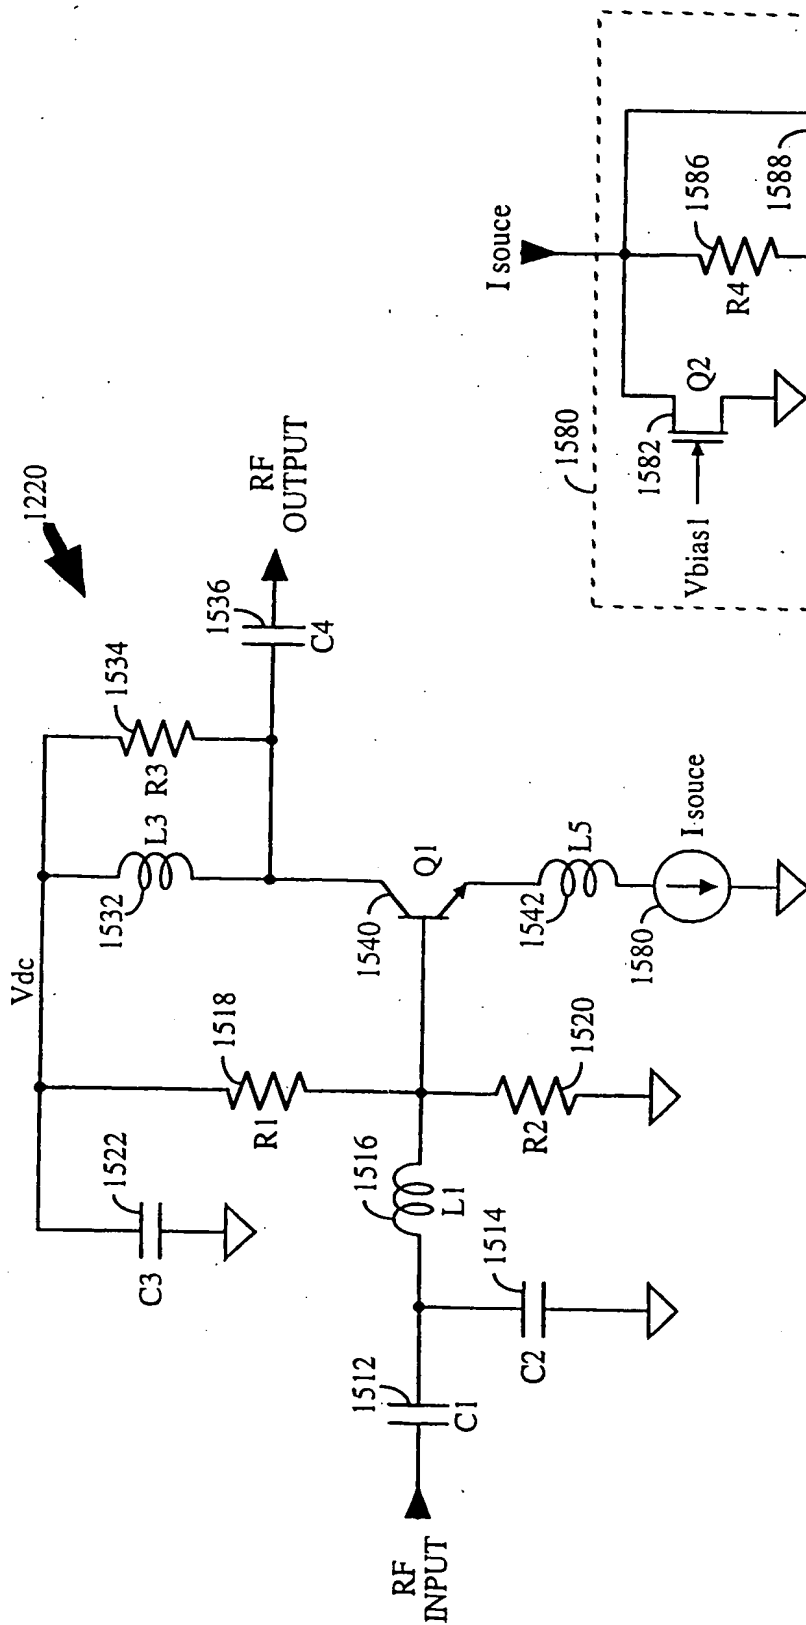 1220
Vdc
1522
C3
1518
R1
1532
L3
1534
R3
1536
C4
RF
OUTPUT
RF
INPUT
1512
C1
1514
C2
1516
L1
1520
R2
1540
Q1
1542
L5
1580
I souce
1580
I souce
Vbias1
1582
Q2
1586
R4
1588